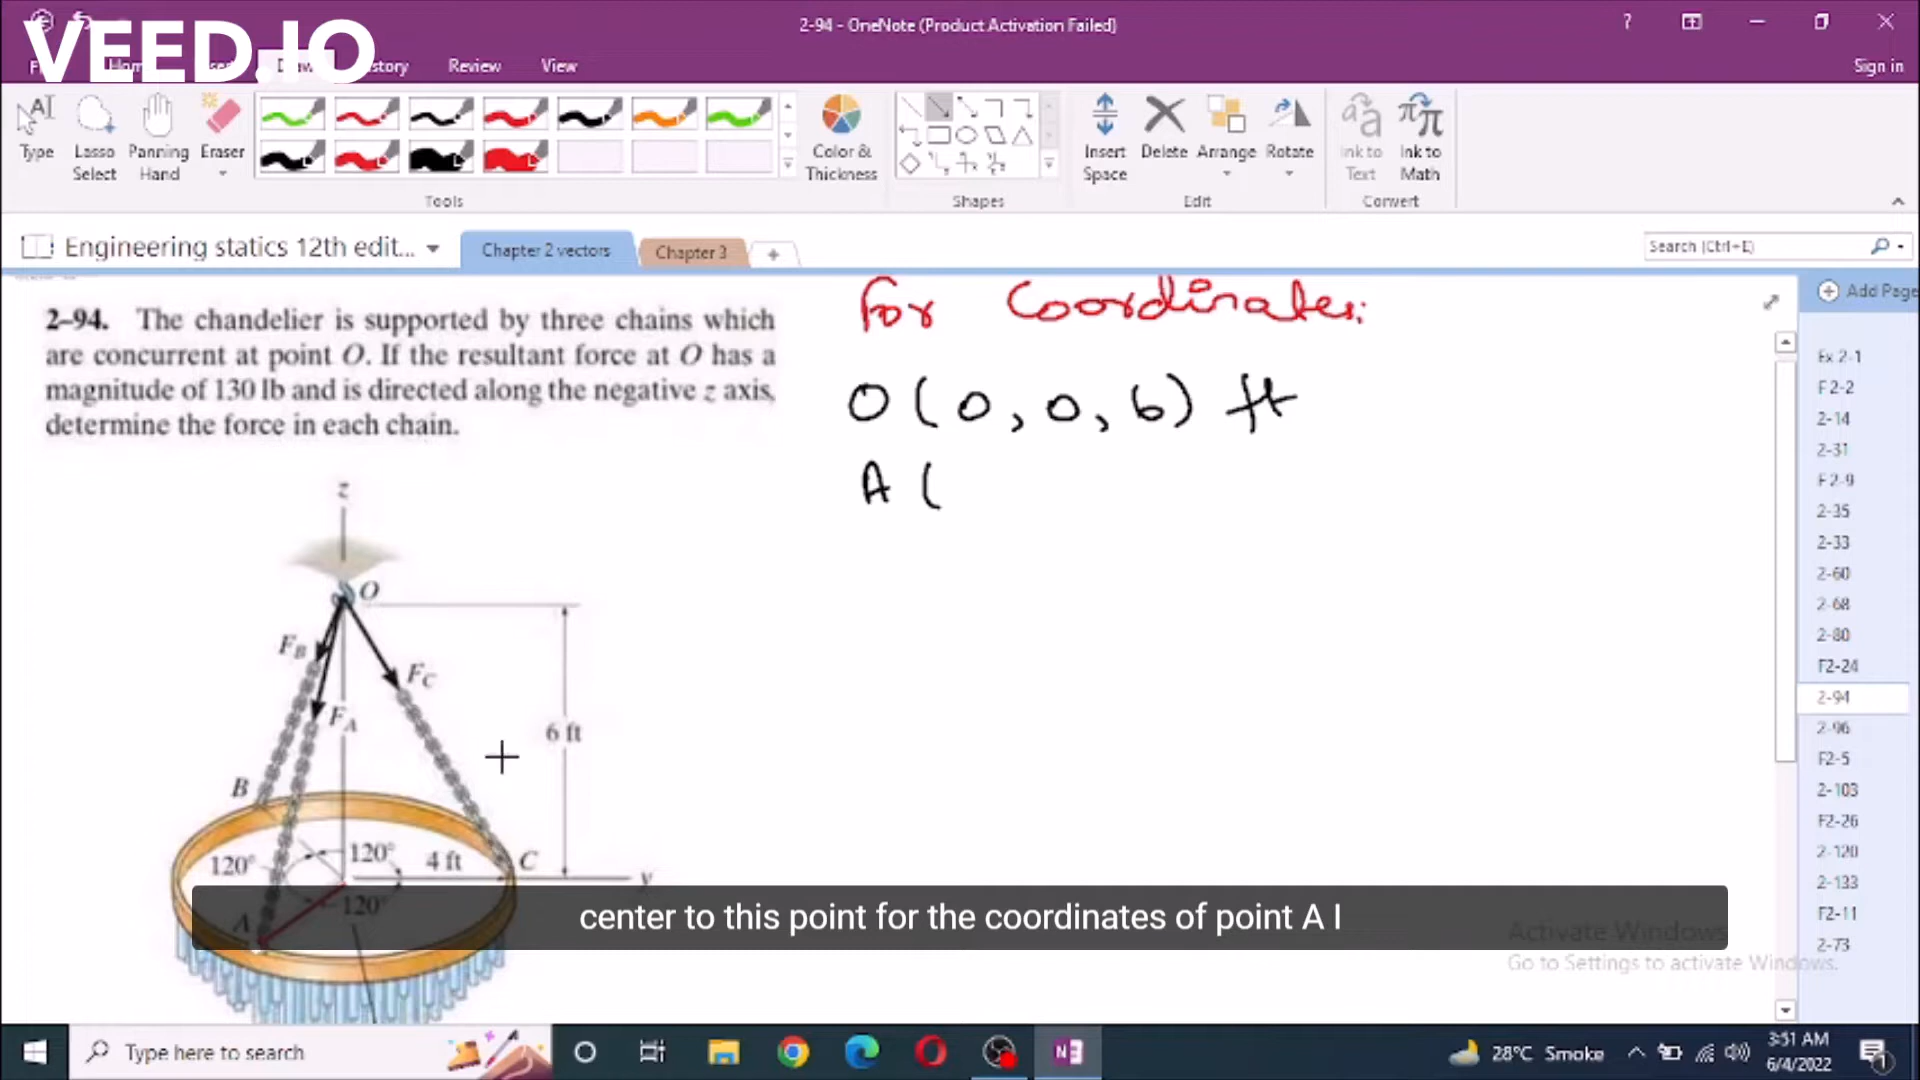 VEED.IO
2-94 - OneNote (Product Activation Failed)
?
Review
View
Sign in
Type
Lasso Select
Panning Hand
Eraser
Color & Thickness
Insert Space
Delete
Arrange
Rotate
Ink to Text
Ink to Math
Tools
Shapes
Edit
Convert
Engineering statics 12th edit...
Chapter 2 vectors
Chapter 3
Search (Ctrl+E)
Add Page
2–94. The chandelier is supported by three chains which
are concurrent at point O. If the resultant force at O has a
magnitude of 130 lb and is directed along the negative z axis,
determine the force in each chain.
For Coordinates:
O (0, 0, 6) ft
A (
z
O
F_B
F_C
F_A
6 ft
B
120°
120°
4 ft
C
y
120°
A
center to this point for the coordinates of point A I
Ex 2-1
F 2-2
2-14
2-31
F 2-9
2-35
2-33
2-60
2-68
2-80
F2-24
2-94
2-96
F2-5
2-103
F2-26
2-120
2-133
F2-11
2-73
Activate Windows
Go to Settings to activate Windows.
Type here to search
28°C Smoke
3:51 AM
6/4/2022